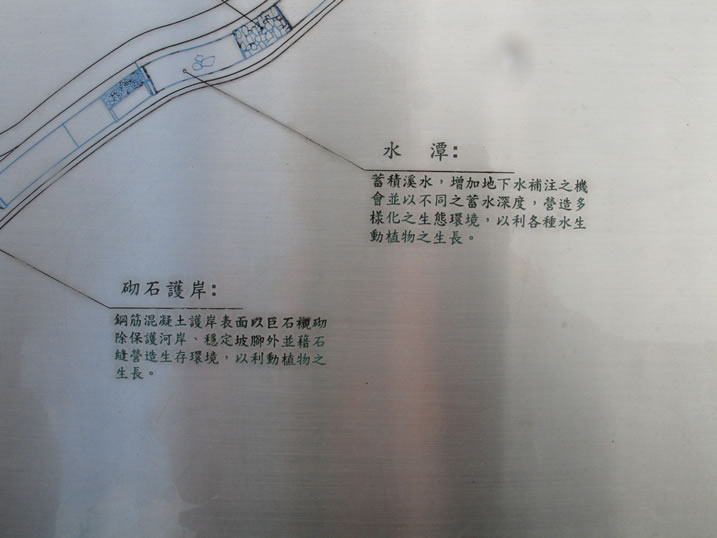 水 潭：
蓄積溪水，增加地下水補注之機
會並以不同之蓄水深度，營造多
樣化之生態環境，以利各種水生
動植物之生長。
砌石護岸：
鋼筋混凝土護岸表面以巨石襯砌
除保護河岸、穩定坡腳外並藉石
縫營造生存環境，以利動植物之
生長。